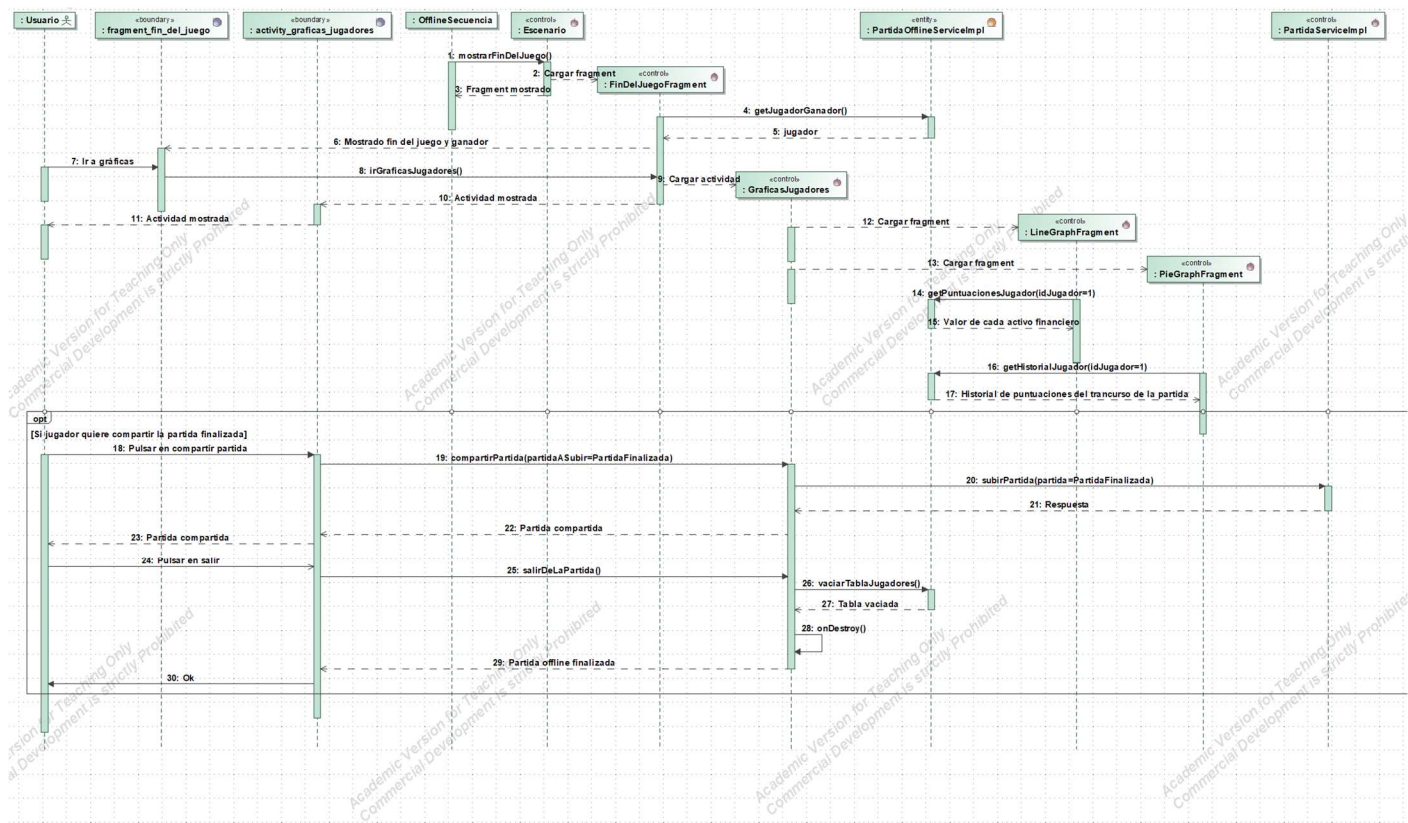 : Usuario
«boundary»
: fragment_fin_del_juego
«boundary»
: activity_graficas_jugadores
: OfflineSecuencia
«control»
: Escenario
«entity»
: PartidaOfflineServiceImpl
«control»
: PartidaServiceImpl
1: mostrarFinDelJuego()
2: Cargar fragment
«control»
: FinDelJuegoFragment
3: Fragment mostrado
4: getJugadorGanador()
5: jugador
6: Mostrado fin del juego y ganador
7: Ir a gráficas
8: irGraficasJugadores()
9: Cargar actividad
«control»
: GraficasJugadores
10: Actividad mostrada
11: Actividad mostrada
12: Cargar fragment
«control»
: LineGraphFragment
13: Cargar fragment
«control»
: PieGraphFragment
14: getPuntuacionesJugador(idJugador=1)
15: Valor de cada activo financiero
16: getHistorialJugador(idJugador=1)
17: Historial de puntuaciones del trancurso de la partida
opt
[Si jugador quiere compartir la partida finalizada]
18: Pulsar en compartir partida
19: compartirPartida(partidaASubir=PartidaFinalizada)
20: subirPartida(partida=PartidaFinalizada)
21: Respuesta
22: Partida compartida
23: Partida compartida
24: Pulsar en salir
25: salirDeLaPartida()
26: vaciarTablaJugadores()
27: Tabla vaciada
28: onDestroy()
29: Partida offline finalizada
30: Ok
Academic Version for Teaching Only
Commercial Development is strictly Prohibited